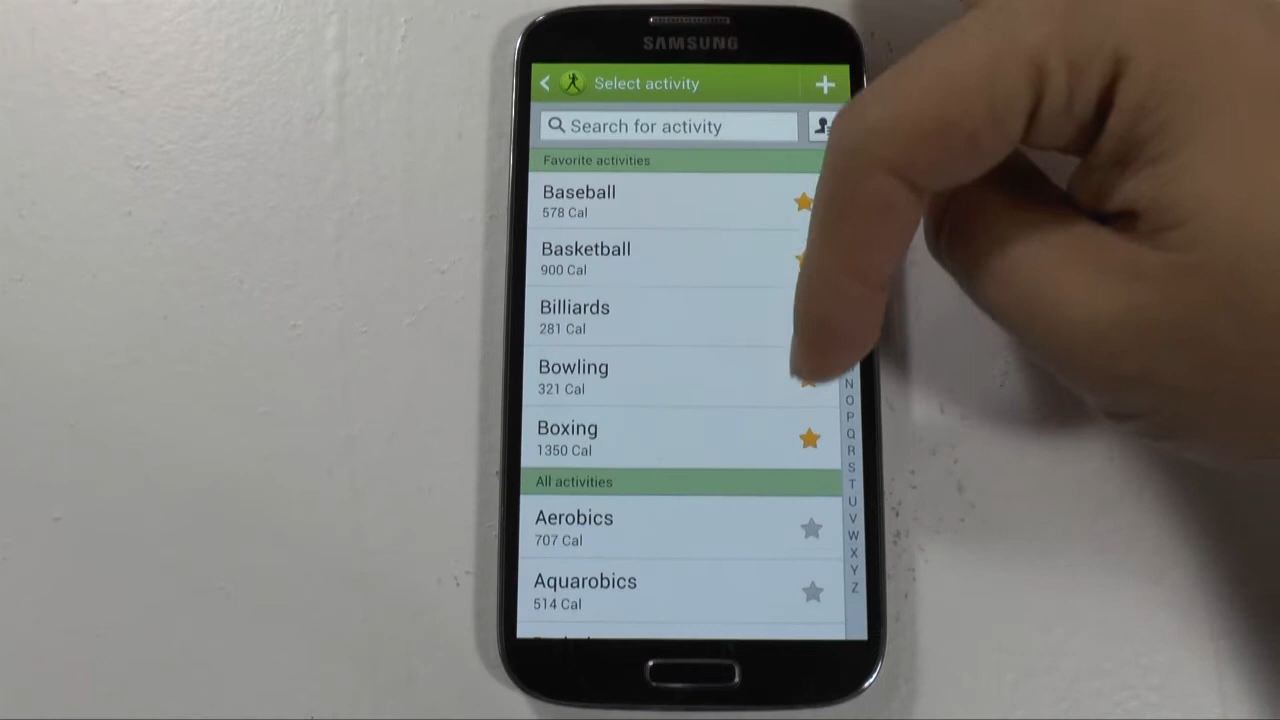 SAMSUNG
Select activity
Search for activity
Favorite activities
Baseball
578 Cal
Basketball
900 Cal
Billiards
281 Cal
Bowling
321 Cal
Boxing
1350 Cal
All activities
Aerobics
707 Cal
Aquarobics
514 Cal
N
O
P
Q
R
S
T
U
V
W
X
Y
Z